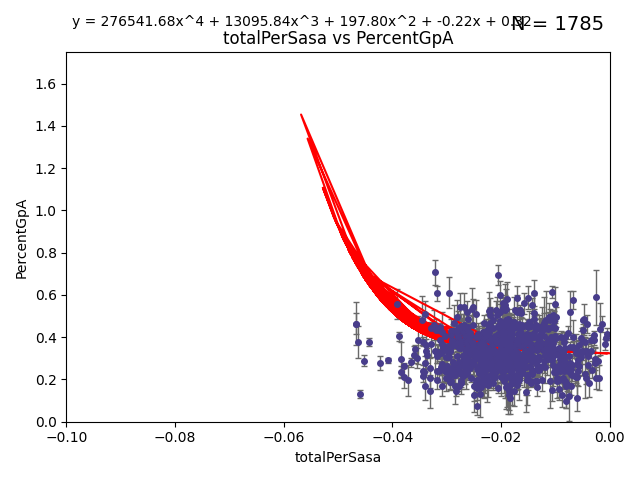 y = 276541.68x^4 + 13095.84x^3 + 197.80x^2 + -0.22x + 0.32
N = 1785
totalPerSasa vs PercentGpA
PercentGpA
1.6
1.4
1.2
1.0
0.8
0.6
0.4
0.2
0.0
−0.10 −0.08 −0.06 −0.04 −0.02 0.00
totalPerSasa